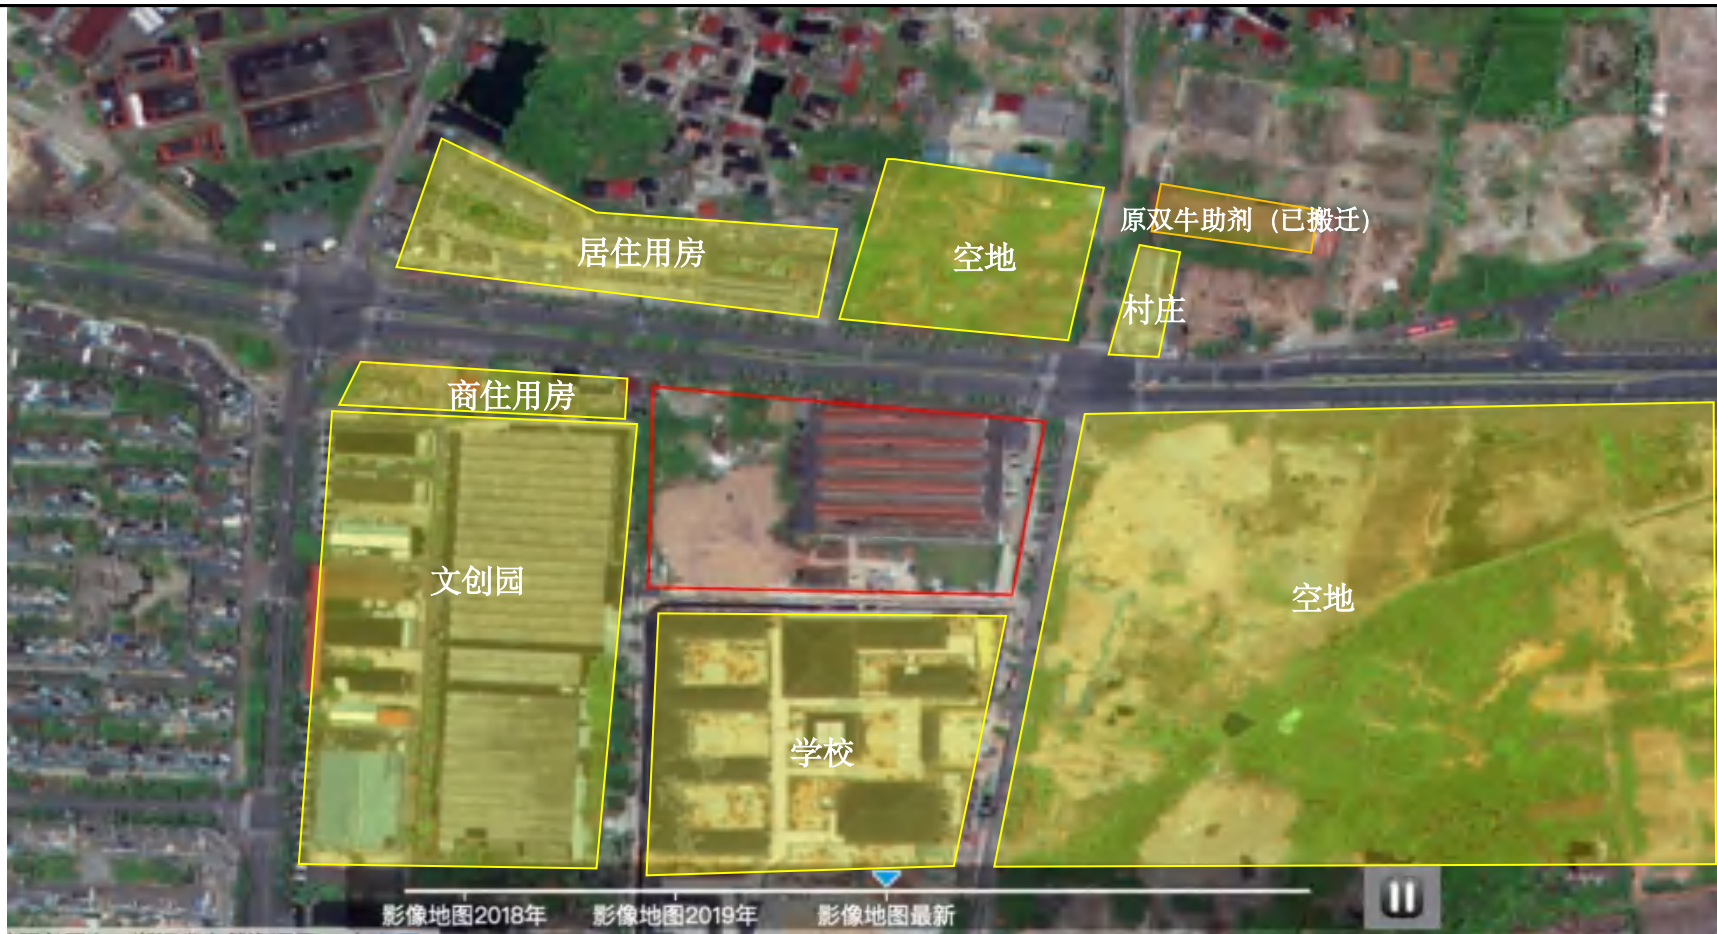 原双牛助剂（已搬迁）
居住用房
空地
村庄
商住用房
文创园
空地
学校
影像地图2018年
影像地图2019年
影像地图最新